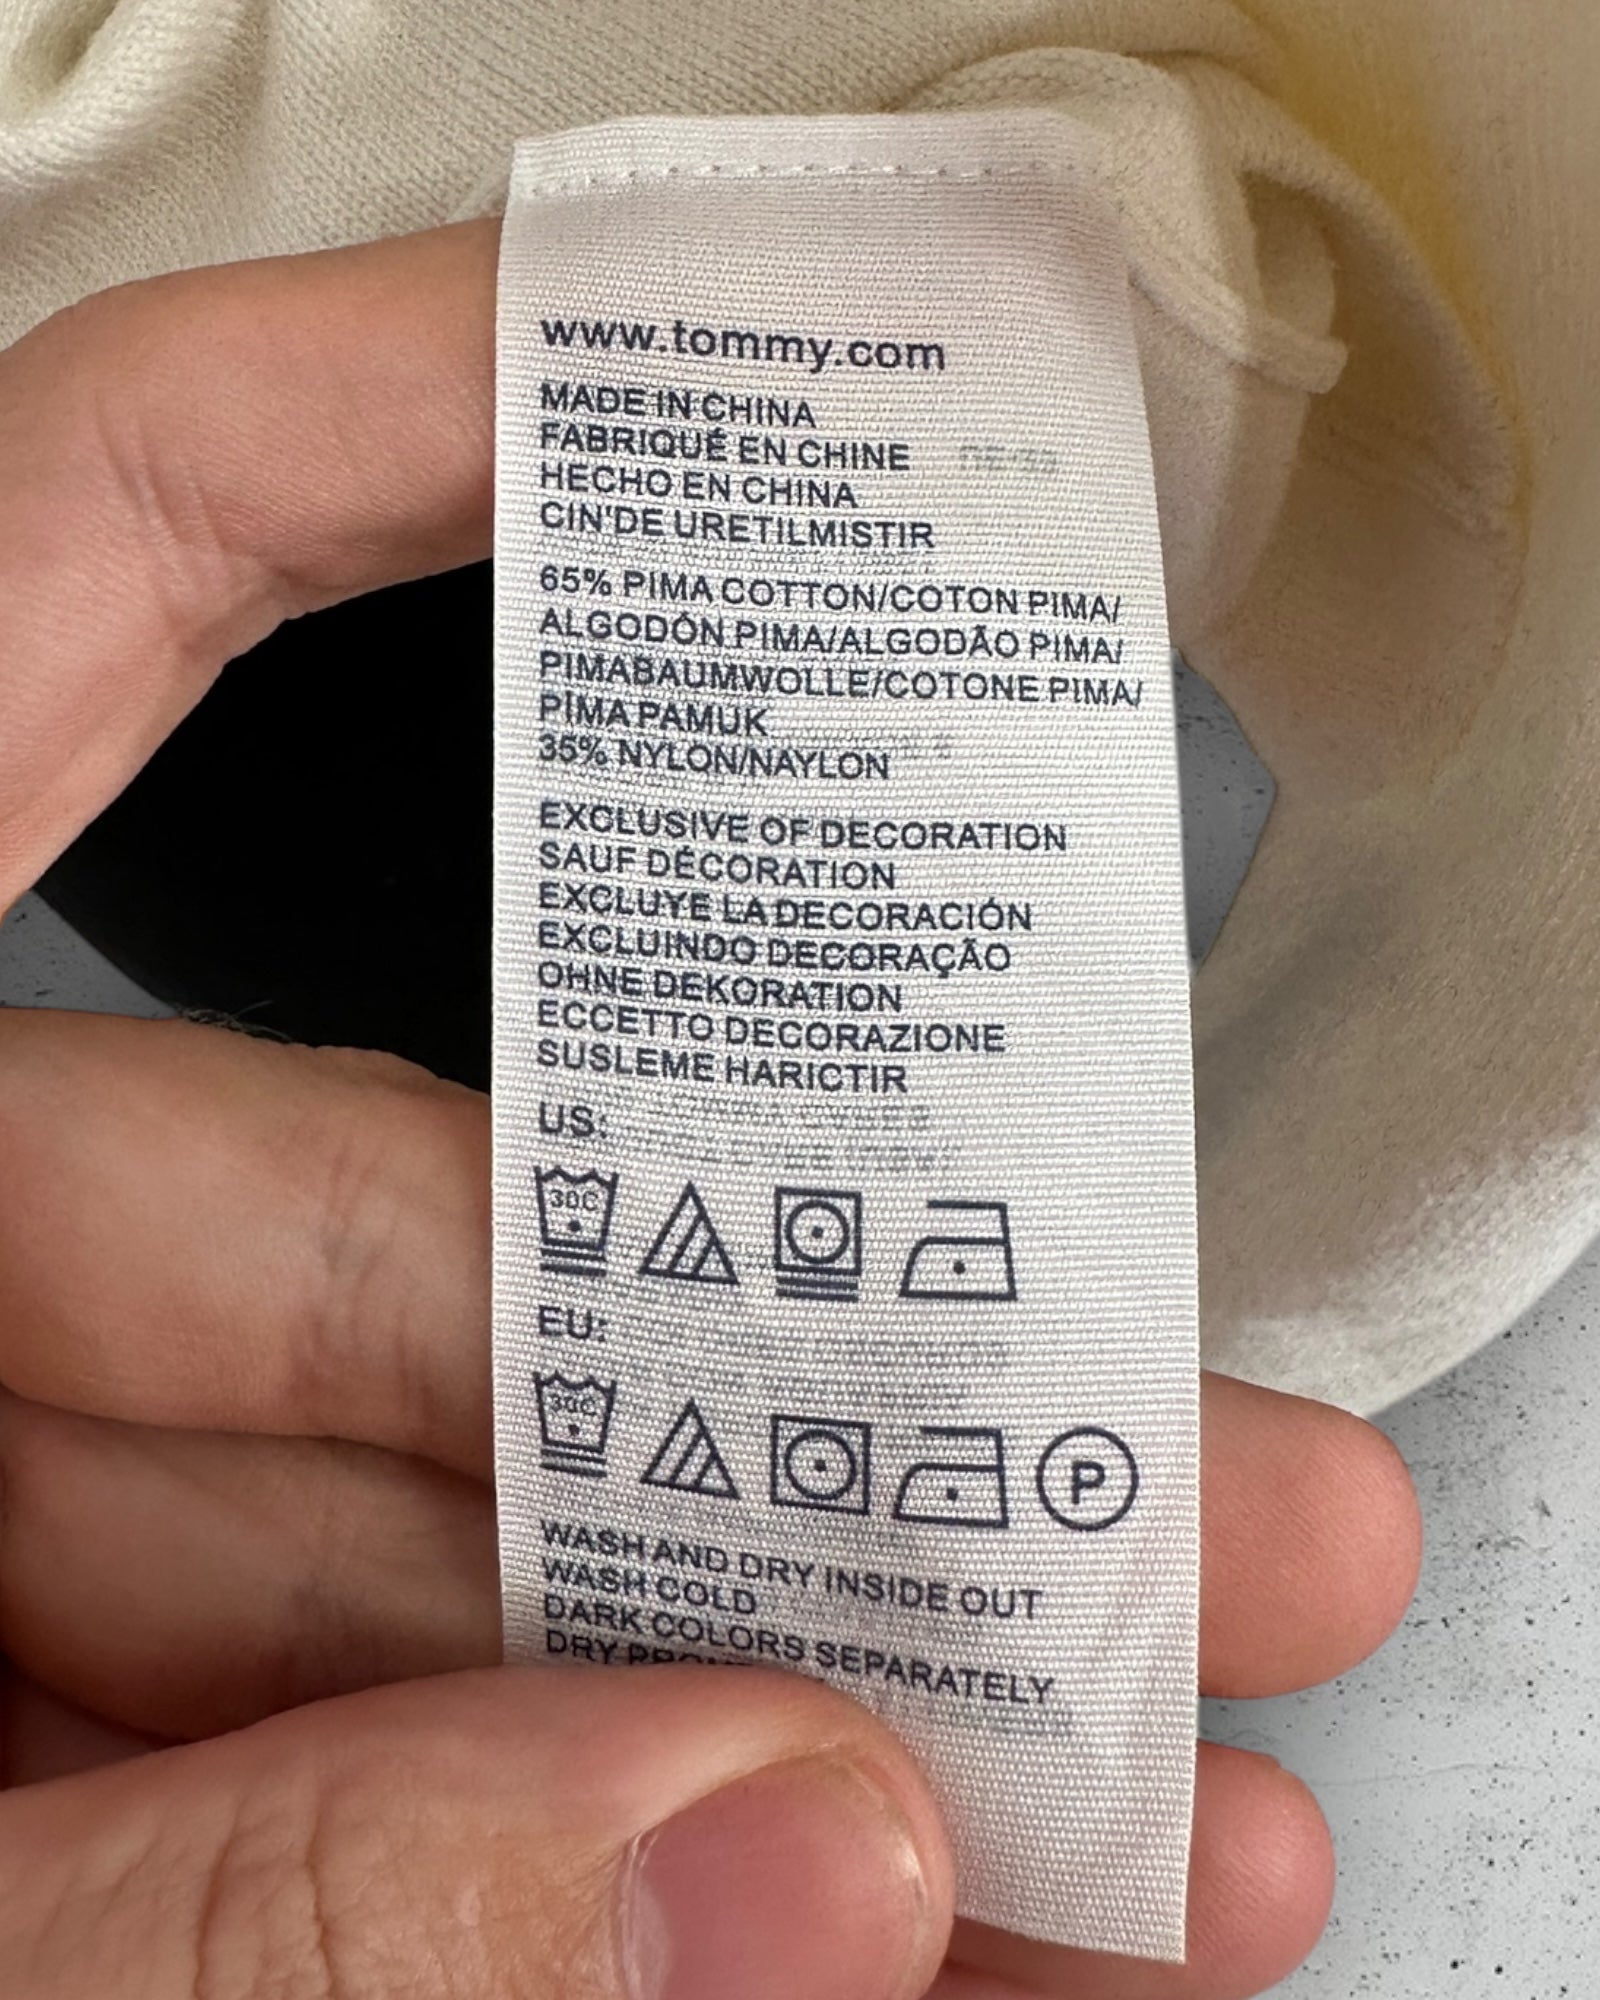 www.tommy.com
MADE IN CHINA
FABRIQUÉ EN CHINE
HECHO EN CHINA
CIN'DE URETILMISTIR
65% PIMA COTTON/COTON PIMA/
ALGODÓN PIMA/ALGODÃO PIMA/
PIMABAUMWOLLE/COTONE PIMA/
PIMA PAMUK
35% NYLON/NAYLON
EXCLUSIVE OF DECORATION
SAUF DÉCORATION
EXCLUYE LA DECORACIÓN
EXCLUINDO DECORAÇÃO
OHNE DEKORATION
ECCETTO DECORAZIONE
SUSLEME HARICTIR
US:
30C
EU:
30C
P
WASH AND DRY INSIDE OUT
WASH COLD
DARK COLORS SEPARATELY
DRY